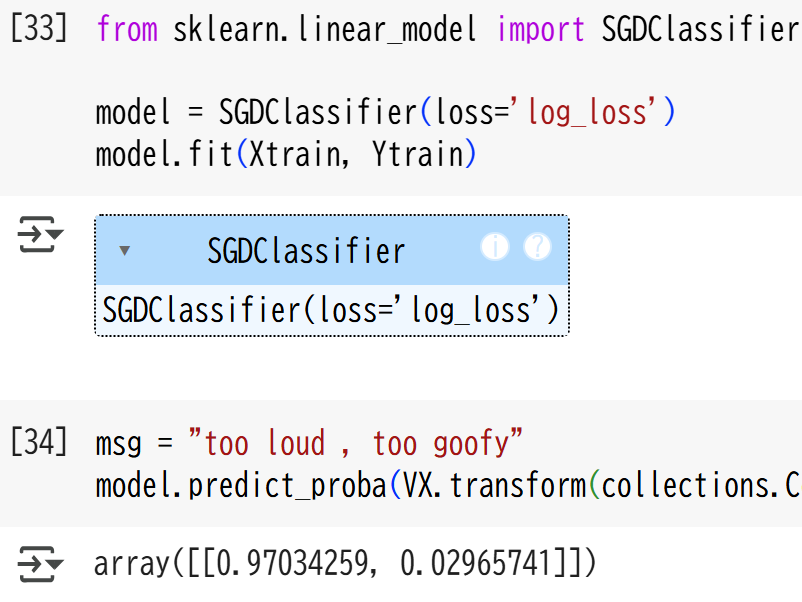 [33] from sklearn.linear_model import SGDClassifier
model = SGDClassifier(loss='log_loss')
model.fit(Xtrain, Ytrain)
SGDClassifier
SGDClassifier(loss='log_loss')
[34] msg = "too loud , too goofy"
model.predict_proba(VX.transform(collections.C
array([[0.97034259, 0.02965741]])